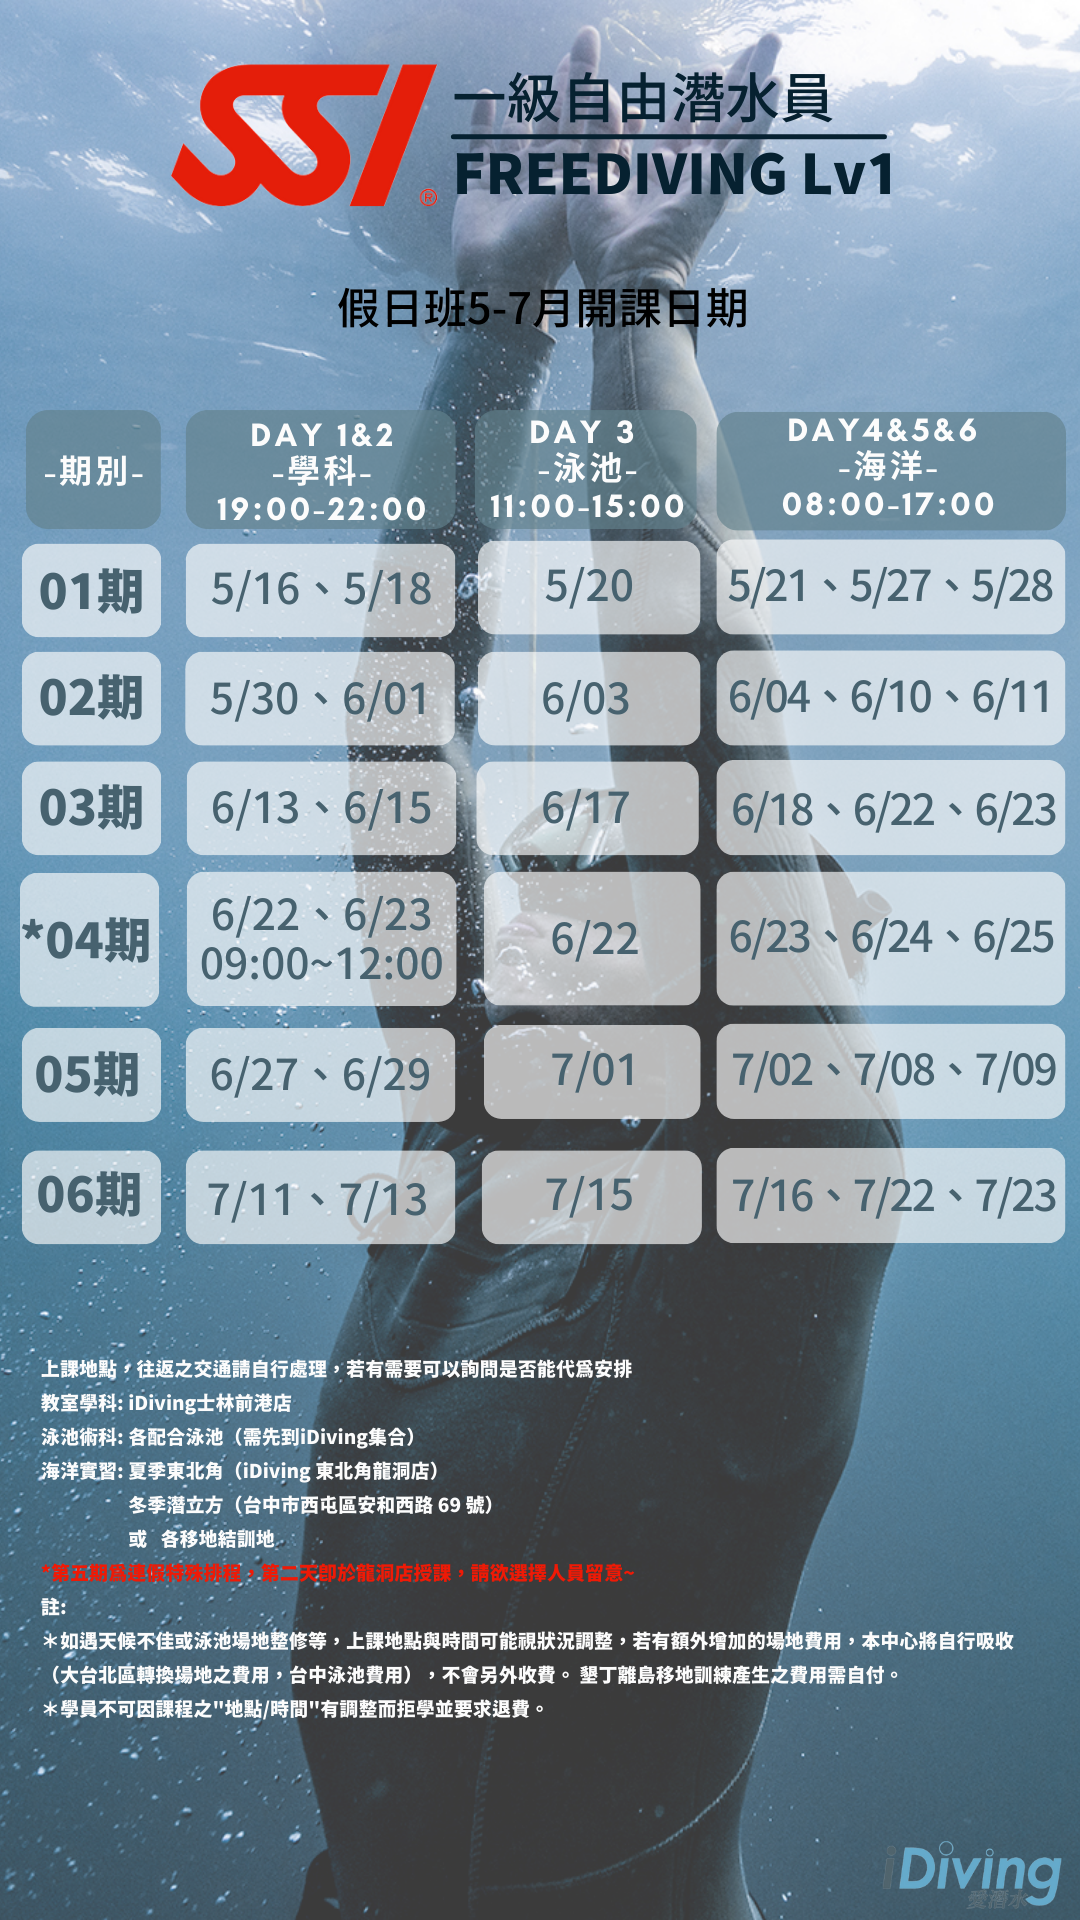 SSI®
一級自由潛水員
FREEDIVING Lv1
假日班5-7月開課日期
-期別-
DAY 1&2
-學科-
19:00-22:00
DAY 3
-泳池-
11:00-15:00
DAY4&5&6
-海洋-
08:00-17:00
01期 5/16、5/18 5/20 5/21、5/27、5/28
02期 5/30、6/01 6/03 6/04、6/10、6/11
03期 6/13、6/15 6/17 6/18、6/22、6/23
*04期 6/22、6/23 09:00~12:00 6/22 6/23、6/24、6/25
05期 6/27、6/29 7/01 7/02、7/08、7/09
06期 7/11、7/13 7/15 7/16、7/22、7/23
上課地點，往返之交通請自行處理，若有需要可以詢問是否能代爲安排
教室學科: iDiving士林前港店
泳池術科: 各配合泳池（需先到iDiving集合）
海洋實習: 夏季東北角（iDiving 東北角龍洞店）
冬季潛立方（台中市西屯區安和西路 69 號）
或 各移地結訓地
*第五期爲連假特殊排程，第二天即於龍洞店授課，請欲選擇人員留意~
註:
＊如遇天候不佳或泳池場地整修等，上課地點與時間可能視狀況調整，若有額外增加的場地費用，本中心將自行吸收
（大台北區轉換場地之費用，台中泳池費用），不會另外收費。 墾丁離島移地訓練產生之費用需自付。
＊學員不可因課程之"地點/時間"有調整而拒學並要求退費。
iDiving
愛潛水